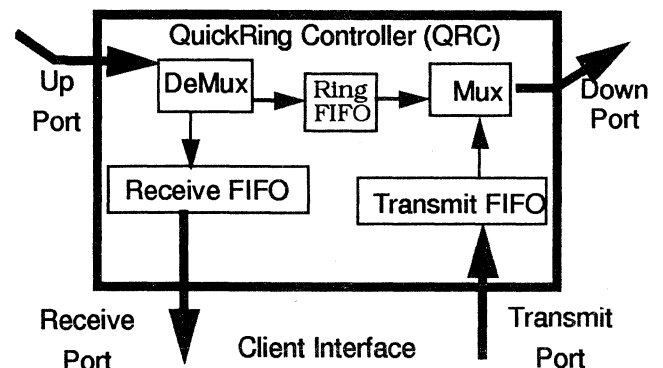 QuickRing Controller (QRC)
Up
Port
DeMux
Ring
FIFO
Mux
Down
Port
Receive FIFO
Transmit FIFO
Receive
Port
Client Interface
Transmit
Port